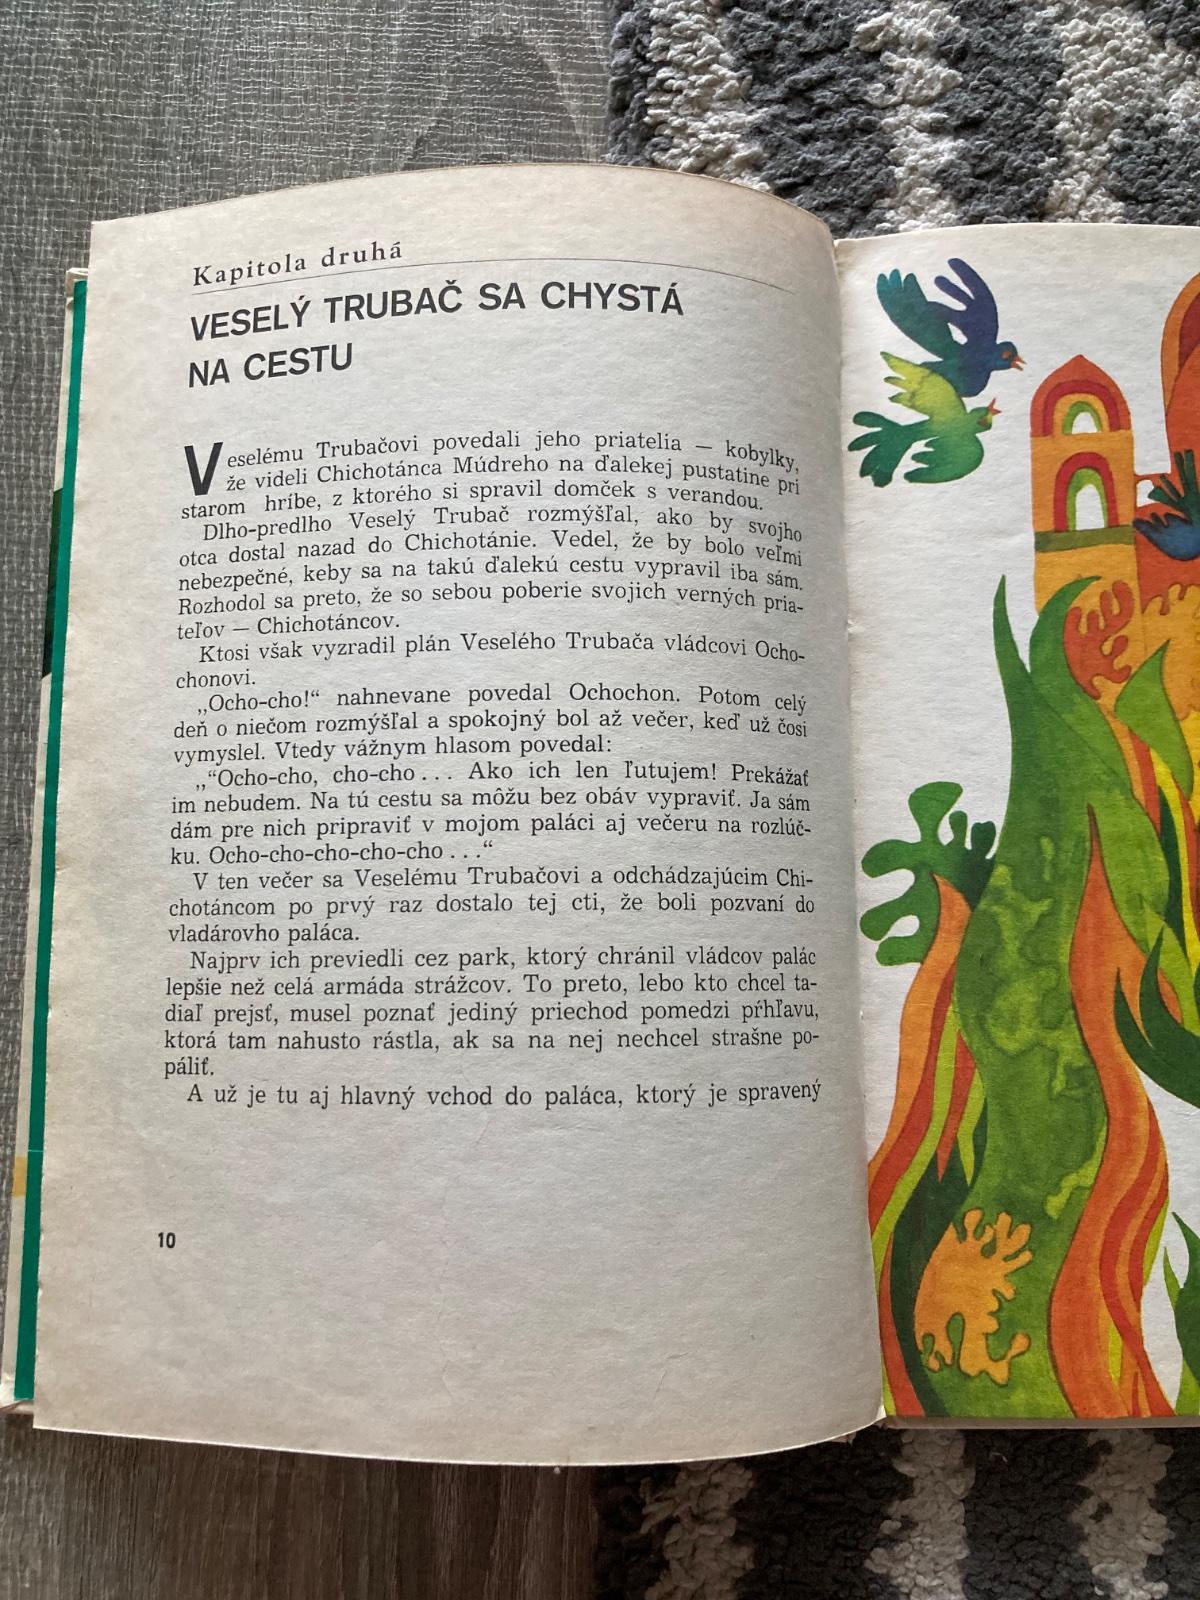 Kapitola druhá
VESELÝ TRUBAČ SA CHYSTÁ
NA CESTU
Veselému Trubačovi povedali jeho priatelia — kobylky,
že videli Chichotánca Múdreho na ďalekej pustatine pri
starom hríbe, z ktorého si spravil domček s verandou.
Dlho-predlho Veselý Trubač rozmýšľal, ako by svojho
otca dostal nazad do Chichotánie. Vedel, že by bolo veľmi
nebezpečné, keby sa na takú ďalekú cestu vypravil iba sám.
Rozhodol sa preto, že so sebou poberie svojich verných pria-
teľov — Chichotáncov.
Ktosi však vyzradil plán Veselého Trubača vládcovi Ocho-
chonovi.
„Ocho-cho!“ nahnevane povedal Ochochon. Potom celý
deň o niečom rozmýšľal a spokojný bol až večer, keď už čosi
vymyslel. Vtedy vážnym hlasom povedal:
„“Ocho-cho, cho-cho... Ako ich len ľutujem! Prekážať
im nebudem. Na tú cestu sa môžu bez obáv vypraviť. Ja sám
dám pre nich pripraviť v mojom paláci aj večeru na rozlúč-
ku. Ocho-cho-cho-cho-cho...“
V ten večer sa Veselému Trubačovi a odchádzajúcim Chi-
chotáncom po prvý raz dostalo tej cti, že boli pozvaní do
vladárovho paláca.
Najprv ich previedli cez park, ktorý chránil vládcov palác
lepšie než celá armáda strážcov. To preto, lebo kto chcel ta-
diaľ prejsť, musel poznať jediný priechod pomedzi pŕhľavu,
ktorá tam nahusto rástla, ak sa na nej nechcel strašne po-
páliť.
A už je tu aj hlavný vchod do paláca, ktorý je spravený
10